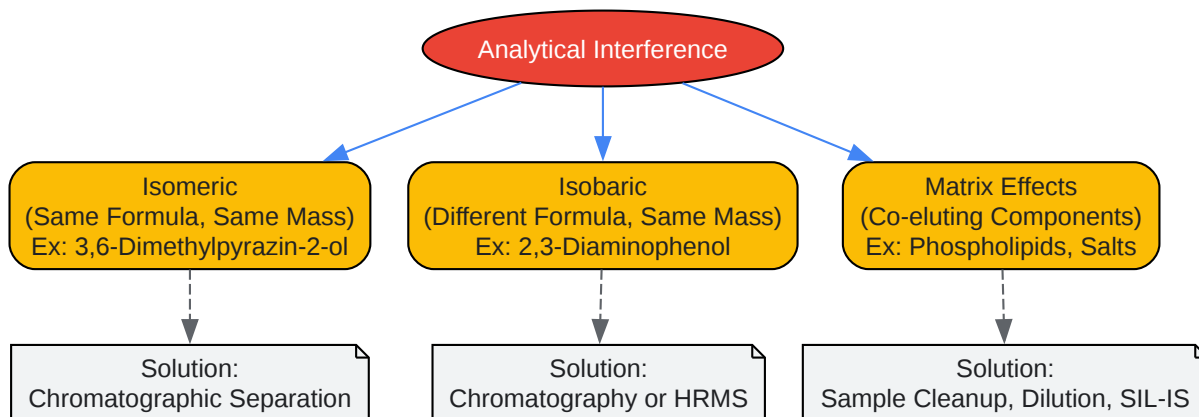 Analytical Interference
Isomeric
(Same Formula, Same Mass)
Ex: 3,6-Dimethylpyrazin-2-ol
Isobaric
(Different Formula, Same Mass)
Ex: 2,3-Diaminophenol
Matrix Effects
(Co-eluting Components)
Ex: Phospholipids, Salts
Solution:
Chromatographic Separation
Solution:
Chromatography or HRMS
Solution:
Sample Cleanup, Dilution, or SIL-IS